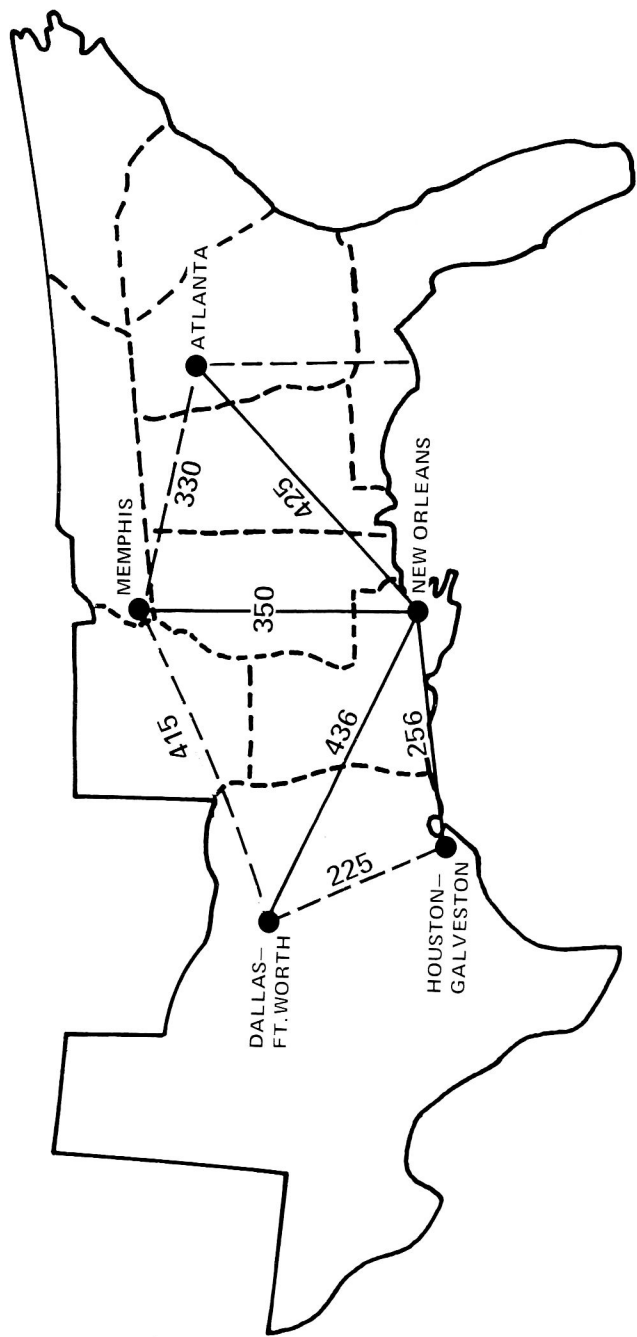 MEMPHIS
ATLANTA
330
415
350
425
DALLAS–
FT. WORTH
436
NEW ORLEANS
256
225
HOUSTON–
GALVESTON